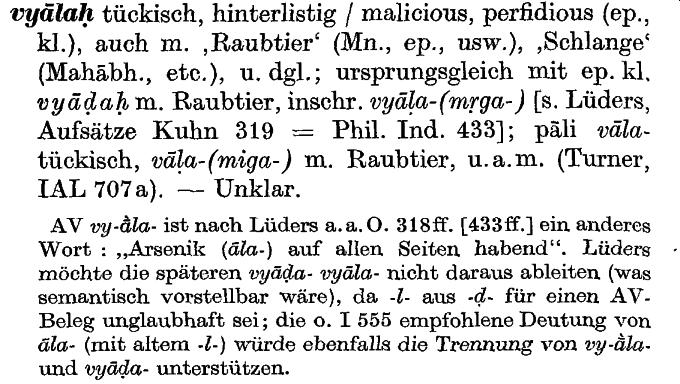 vyālaḥ tückisch, hinterlistig / malicious, perfidious (ep.,
kl.), auch m. ‚Raubtier‘ (Mn., ep., usw.), ‚Schlange‘
(Mahābh., etc.), u. dgl.; ursprungsgleich mit ep. kl.
vyāḍaḥ m. Raubtier, inschr. vyāḷa-(mṛga-) [s. Lüders,
Aufsätze Kuhn 319 = Phil. Ind. 433]; pāli vāla-
tückisch, vāḷa-(miga-) m. Raubtier, u. a. m. (Turner,
IAL 707a). — Unklar.
AV vy-ā̀la- ist nach Lüders a. a. O. 318ff. [433ff.] ein anderes
Wort : „Arsenik (āla-) auf allen Seiten habend“. Lüders
möchte die späteren vyāḍa- vyāla- nicht daraus ableiten (was
semantisch vorstellbar wäre), da -l- aus -ḍ- für einen AV-
Beleg unglaubhaft sei; die o. I 555 empfohlene Deutung von
āla- (mit altem -l-) würde ebenfalls die Trennung von vy-ā̀la-
und vyāḍa- unterstützen.